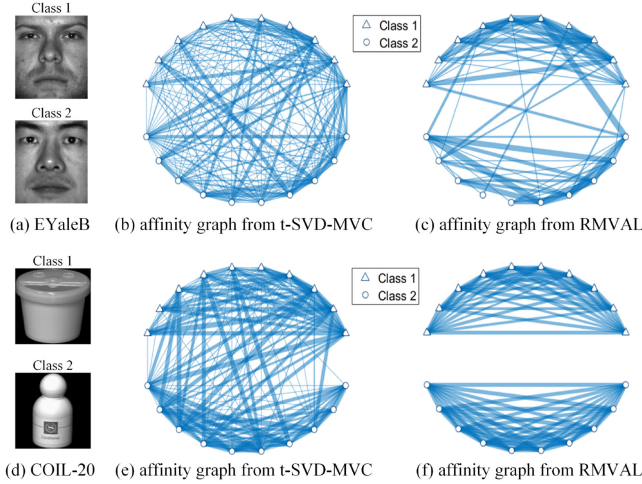 Class 1
Class 2
(a) EYaleB
Class 1
Class 2
(b) affinity graph from t-SVD-MVC
(c) affinity graph from RMVAL
Class 1
Class 2
(d) COIL-20
Class 1
Class 2
(e) affinity graph from t-SVD-MVC
(f) affinity graph from RMVAL